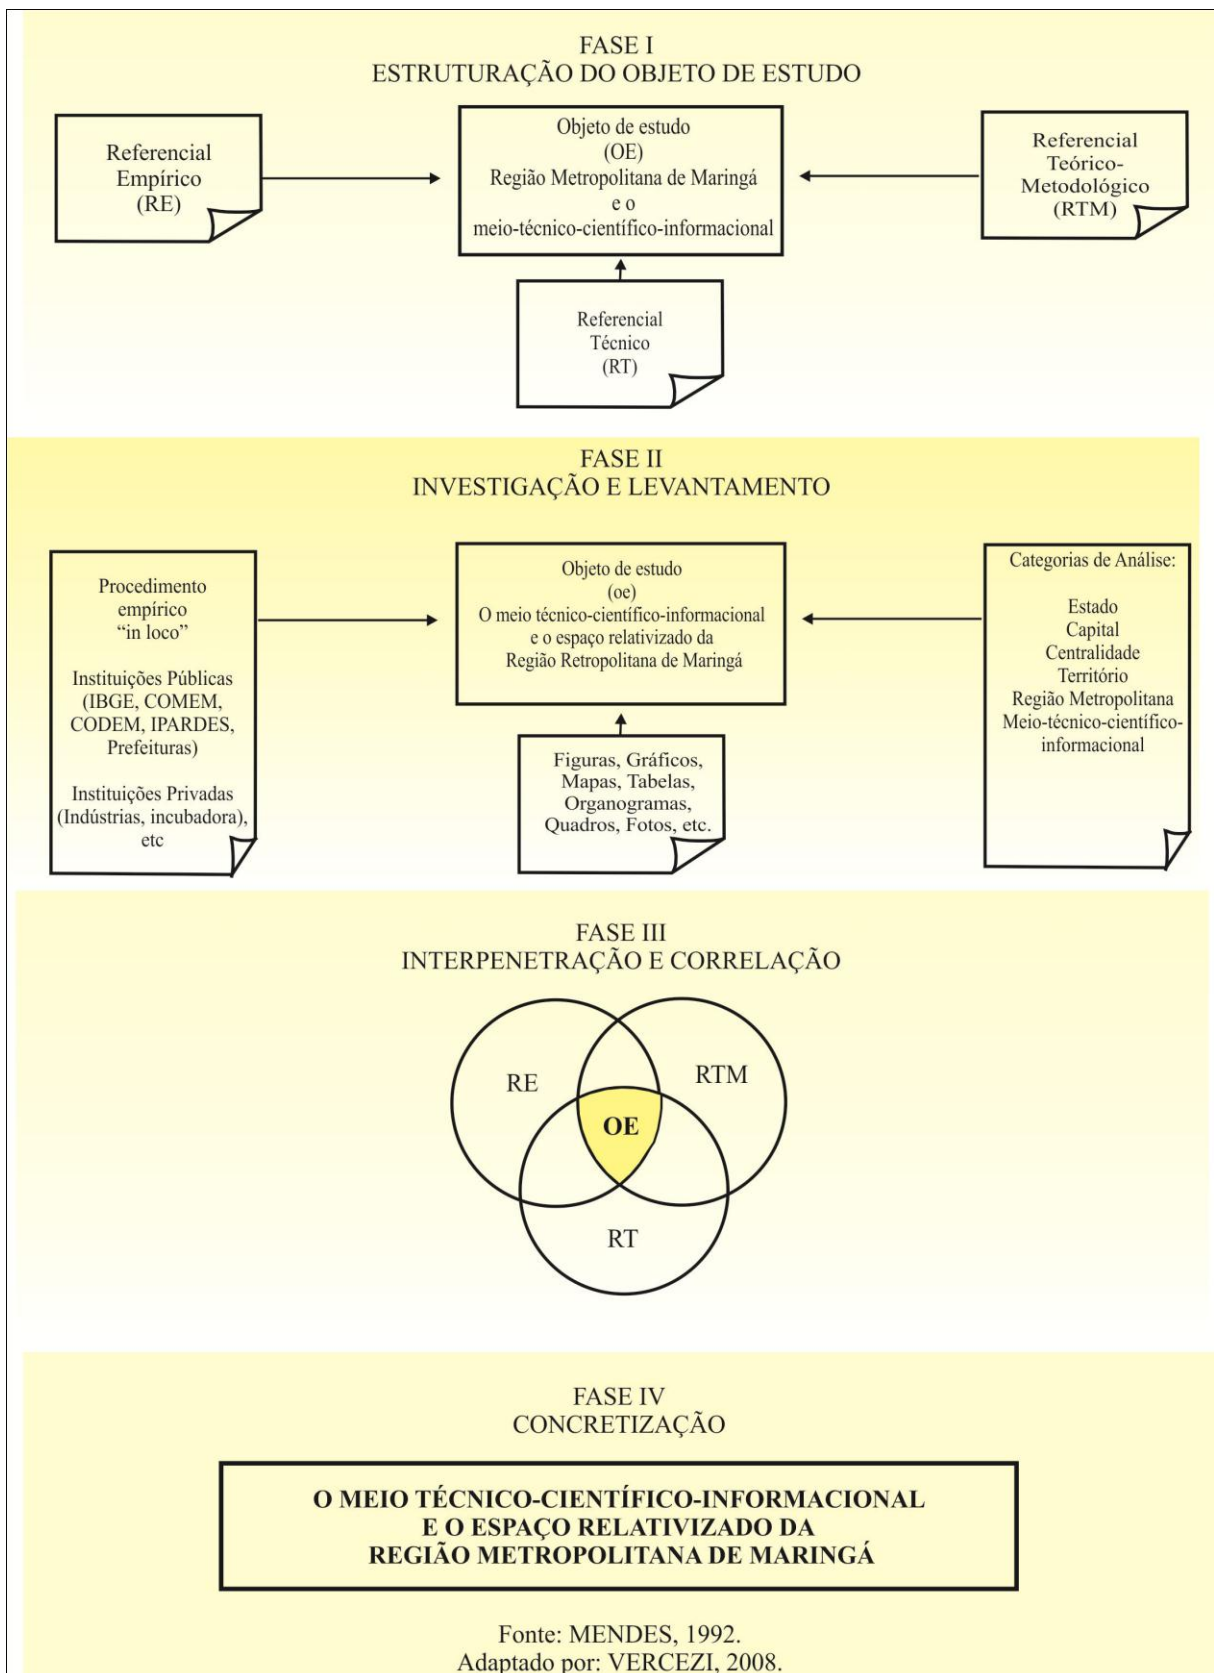 FASE I
ESTRUTURAÇÃO DO OBJETO DE ESTUDO
Referencial
Empírico
(RE)
Objeto de estudo
(OE)
Região Metropolitana de Maringá
e o
meio-técnico-científico-informacional
Referencial
Teórico-
Metodológico
(RTM)
Referencial
Técnico
(RT)
FASE II
INVESTIGAÇÃO E LEVANTAMENTO
Procedimento
empírico
“in loco”
Instituições Públicas
(IBGE, COMEM,
CODEM, IPARDES,
Prefeituras)
Instituições Privadas
(Indústrias, incubadora),
etc
Objeto de estudo
(oe)
O meio técnico-científico-informacional
e o espaço relativizado da
Região Retropolitana de Maringá
Categorias de Análise:
Estado
Capital
Centralidade
Território
Região Metropolitana
Meio-técnico-científico-
informacional
Figuras, Gráficos,
Mapas, Tabelas,
Organogramas,
Quadros, Fotos, etc.
FASE III
INTERPENETRAÇÃO E CORRELAÇÃO
RE
RTM
OE
RT
FASE IV
CONCRETIZAÇÃO
O MEIO TÉCNICO-CIENTÍFICO-INFORMACIONAL
E O ESPAÇO RELATIVIZADO DA
REGIÃO METROPOLITANA DE MARINGÁ
Fonte: MENDES, 1992.
Adaptado por: VERCEZI, 2008.